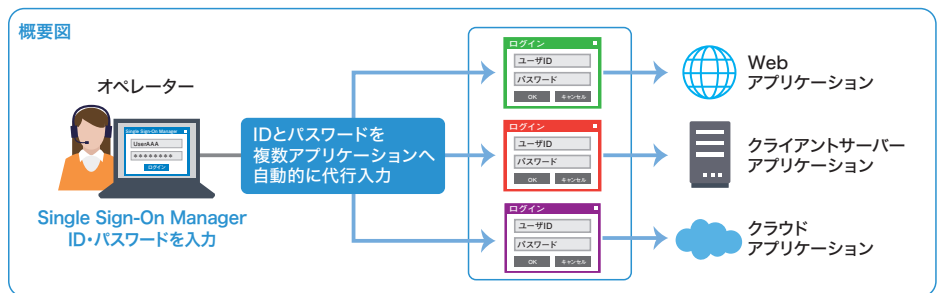 概要図
オペレーター
Single Sign-On Manager
UserAAA
********
ログイン
Single Sign-On Manager
ID・パスワードを入力
IDとパスワードを
複数アプリケーションへ
自動的に代行入力
ログイン
ユーザID
パスワード
OK キャンセル
Web
アプリケーション
ログイン
ユーザID
パスワード
OK キャンセル
クライアントサーバー
アプリケーション
ログイン
ユーザID
パスワード
OK キャンセル
クラウド
アプリケーション